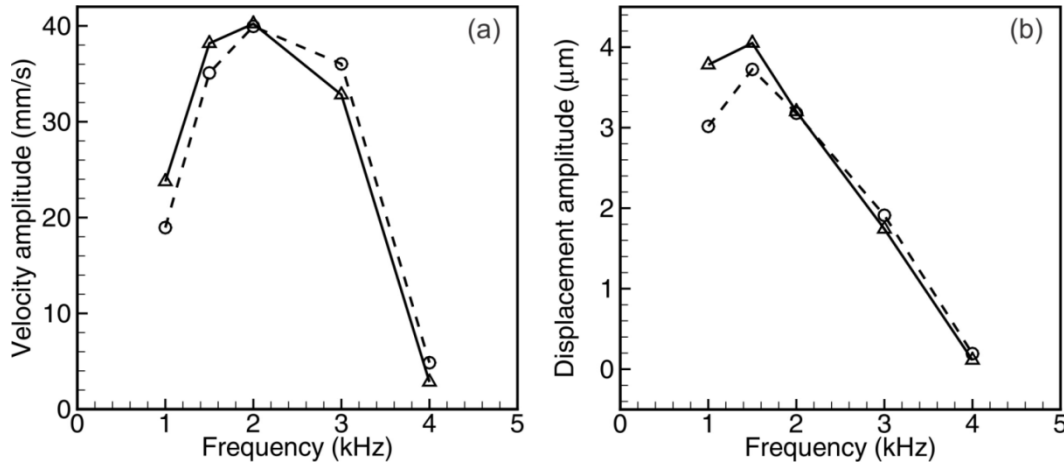 (a)
Velocity amplitude (mm/s)
40
30
20
10
0
0 1 2 3 4 5
Frequency (kHz)
(b)
Displacement amplitude (μm)
4
3
2
1
0
0 1 2 3 4 5
Frequency (kHz)